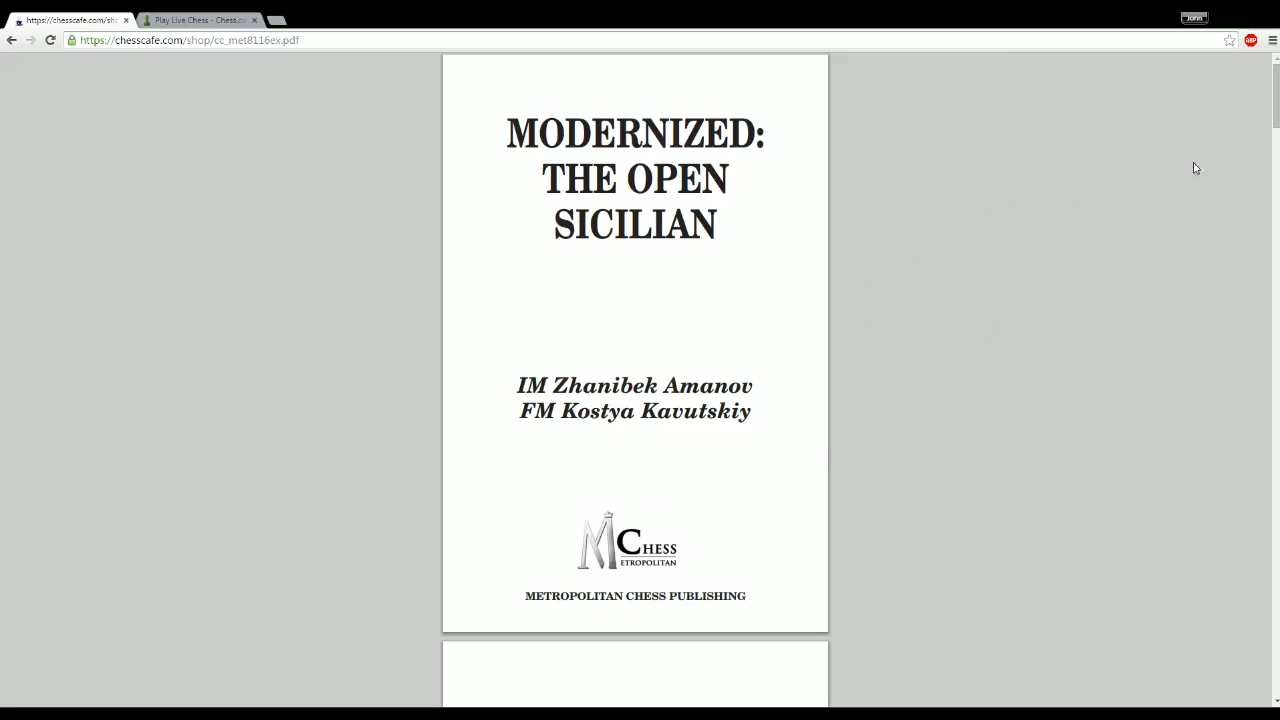 https://chesscafe.com/sho
Play Live Chess - Chess.co
John
https://chesscafe.com/shop/cc_met8116ex.pdf
ABP
MODERNIZED:
THE OPEN
SICILIAN
IM Zhanibek Amanov
FM Kostya Kavutskiy
M CHESS
ETROPOLITAN
METROPOLITAN CHESS PUBLISHING